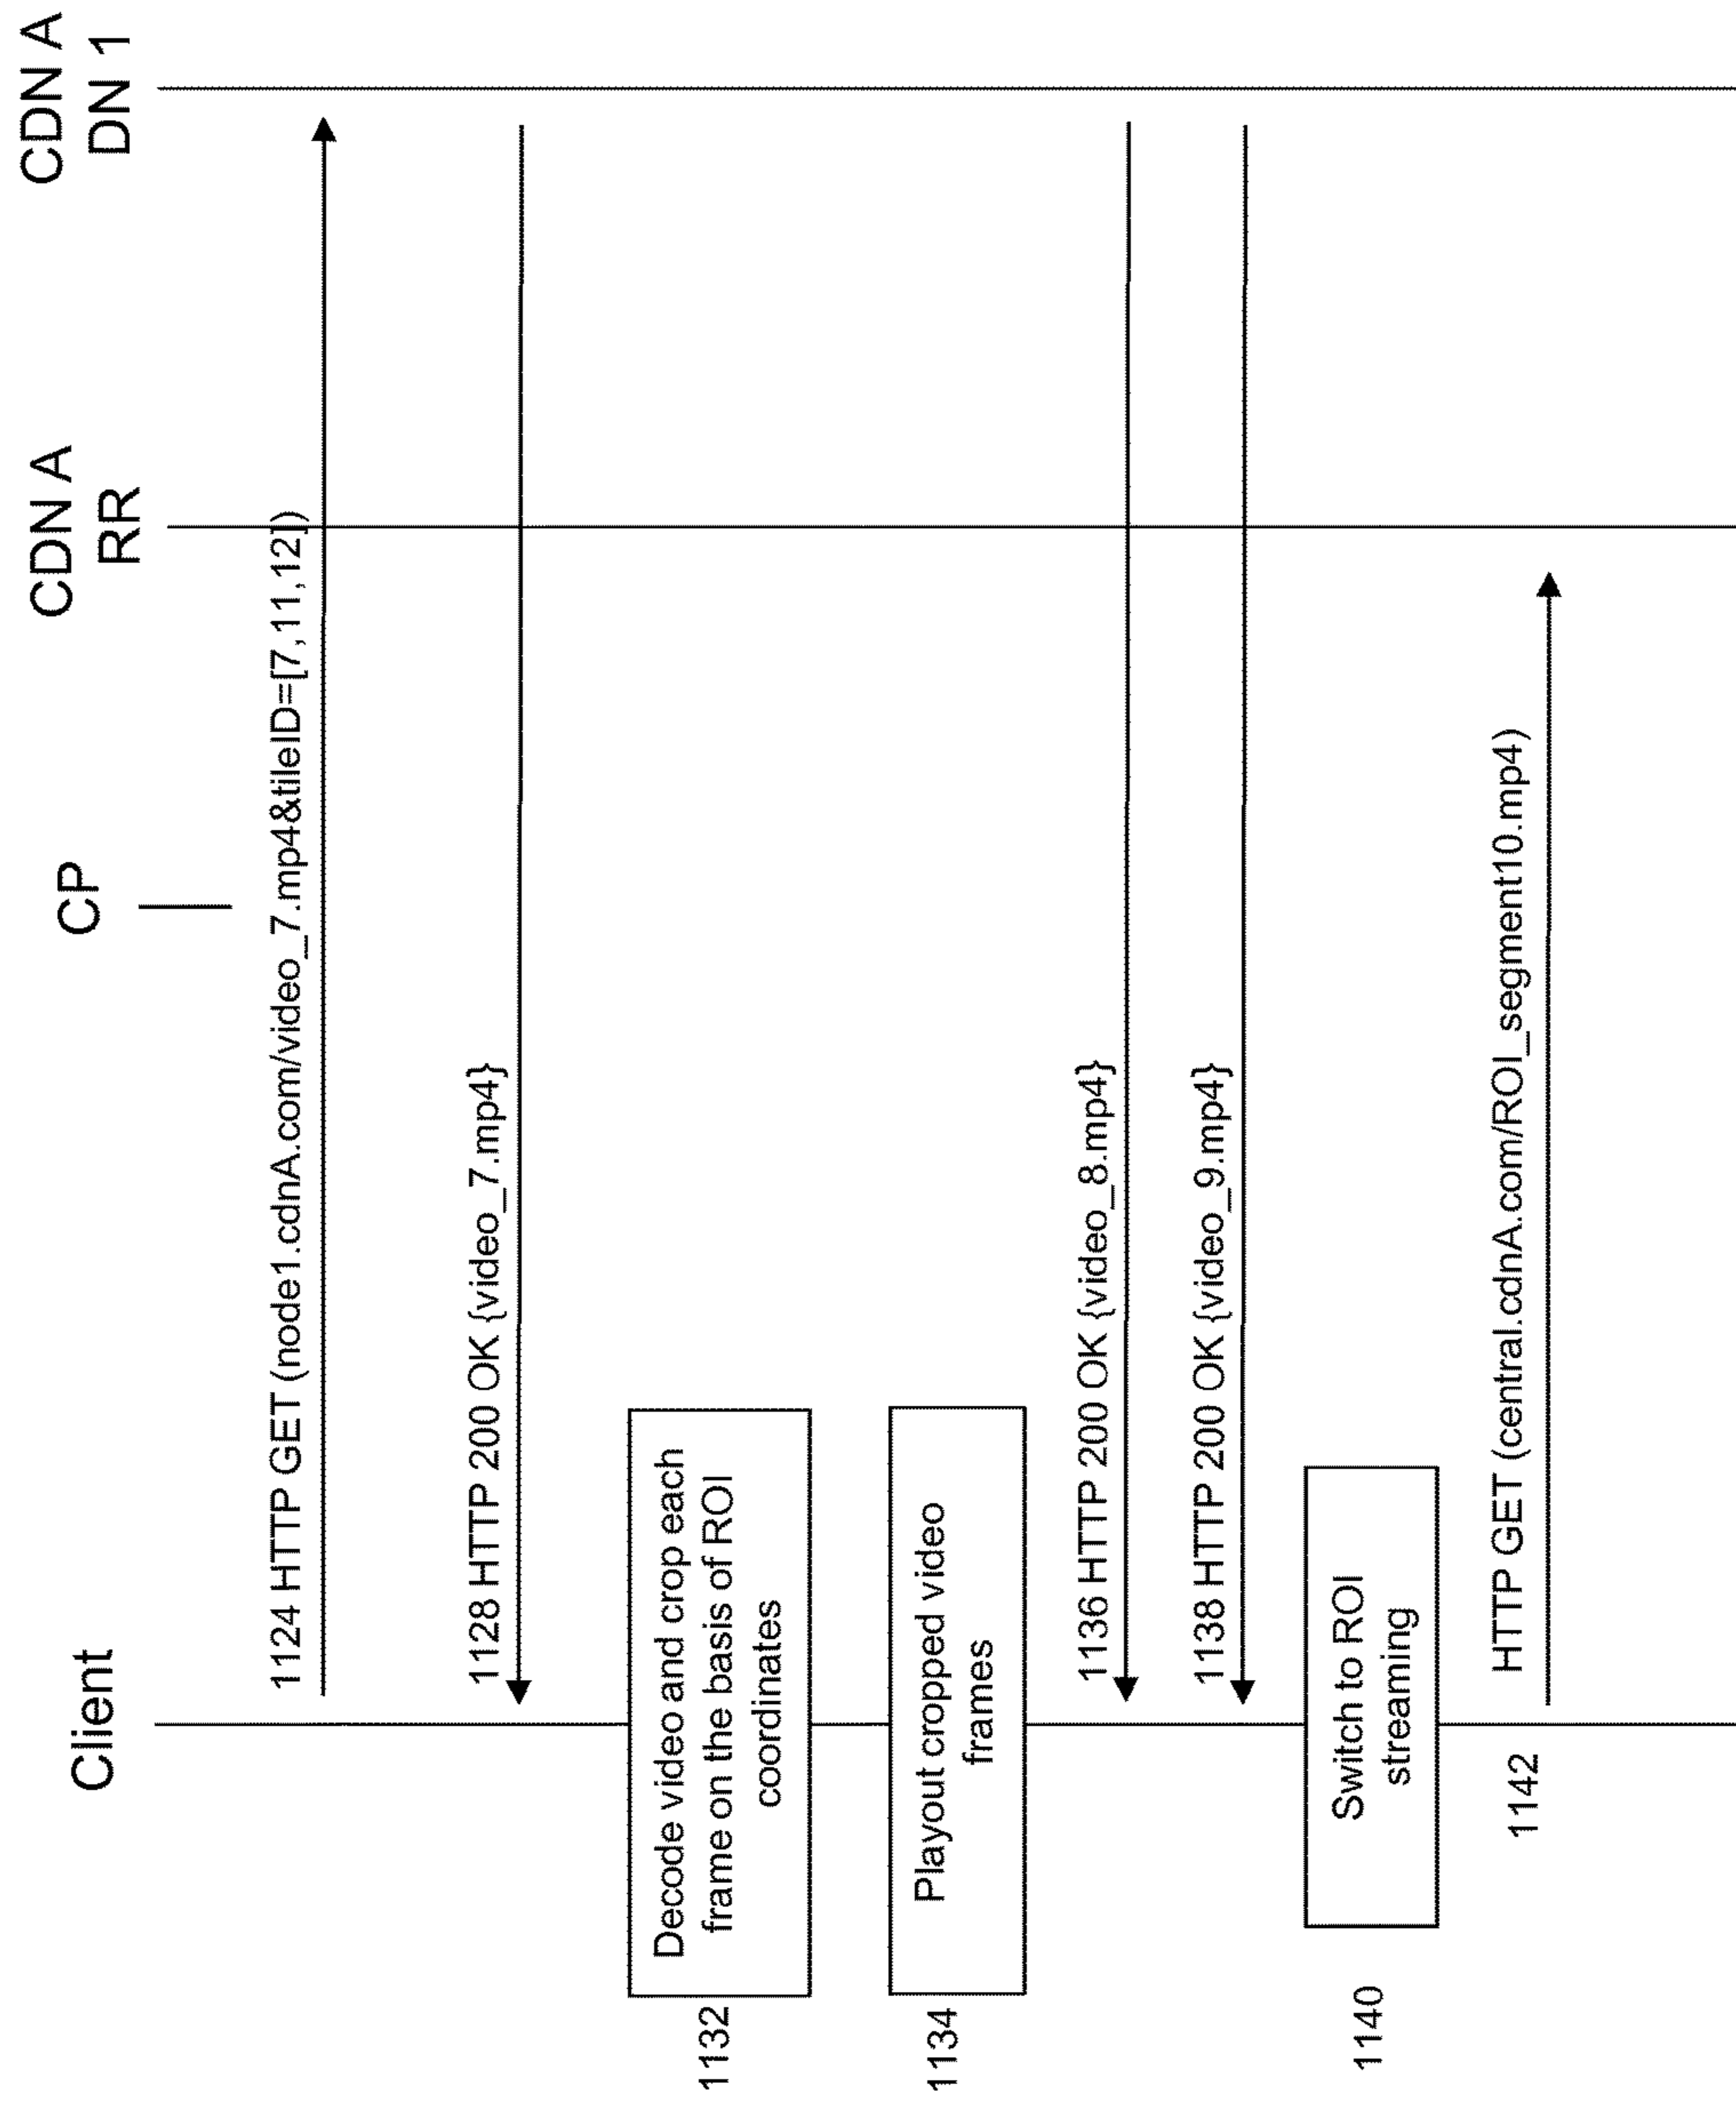 Client
CP
CDN A
RR
CDN A
DN 1
1124 HTTP GET (node1.cdnA.com/video_7.mp4&tileID=[7,11,12])
1128 HTTP 200 OK {video_7.mp4}
1132
Decode video and crop each
frame on the basis of ROI
coordinates
1134
Playout cropped video
frames
1136 HTTP 200 OK {video_8.mp4}
1138 HTTP 200 OK {video_9.mp4}
1140
Switch to ROI
streaming
1142
HTTP GET (central.cdnA.com/ROI_segment10.mp4)